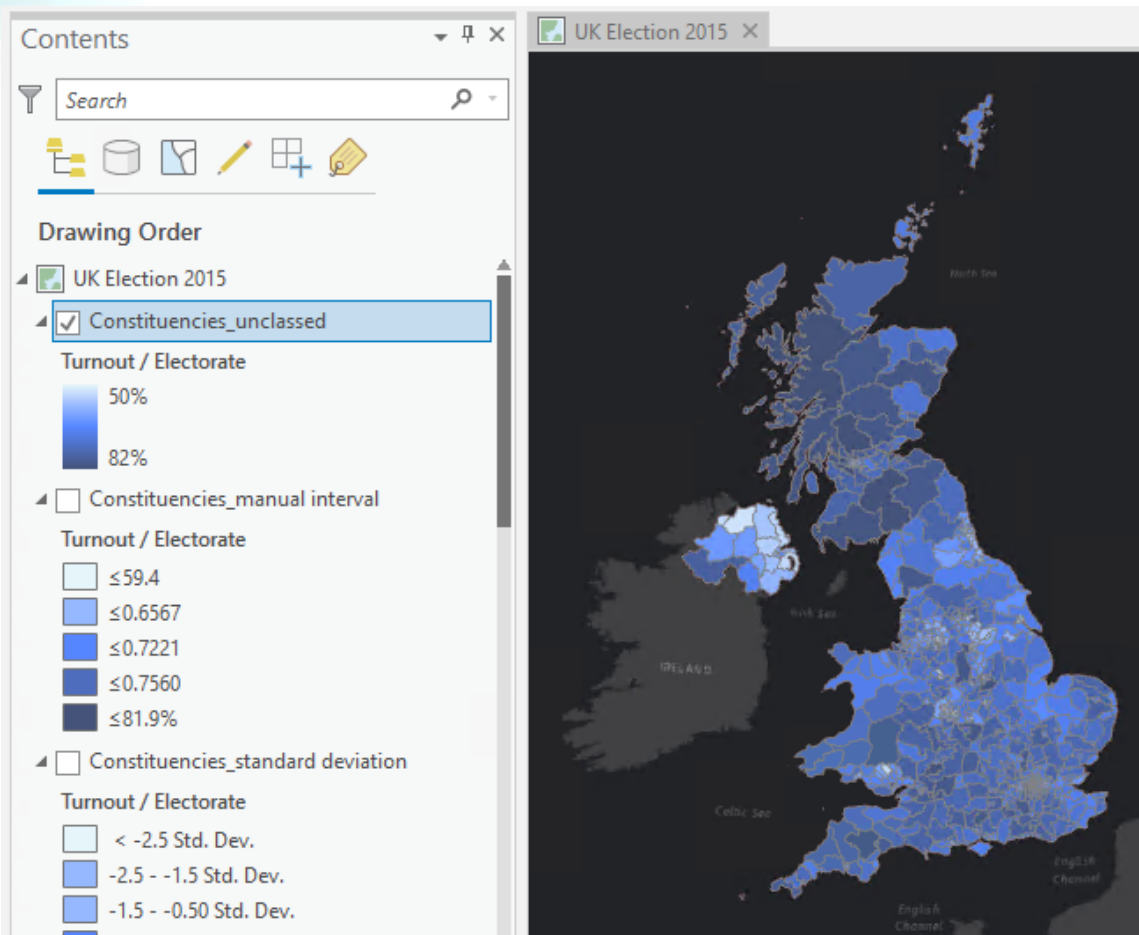 Contents
Search
Drawing Order
UK Election 2015
Constituencies_unclassed
Turnout / Electorate
50%
82%
Constituencies_manual interval
Turnout / Electorate
≤59.4
≤0.6567
≤0.7221
≤0.7560
≤81.9%
Constituencies_standard deviation
Turnout / Electorate
< -2.5 Std. Dev.
-2.5 - -1.5 Std. Dev.
-1.5 - -0.50 Std. Dev.
UK Election 2015
North Sea
Irish Sea
IRELAND
Celtic Sea
English
Channel
English
Channel